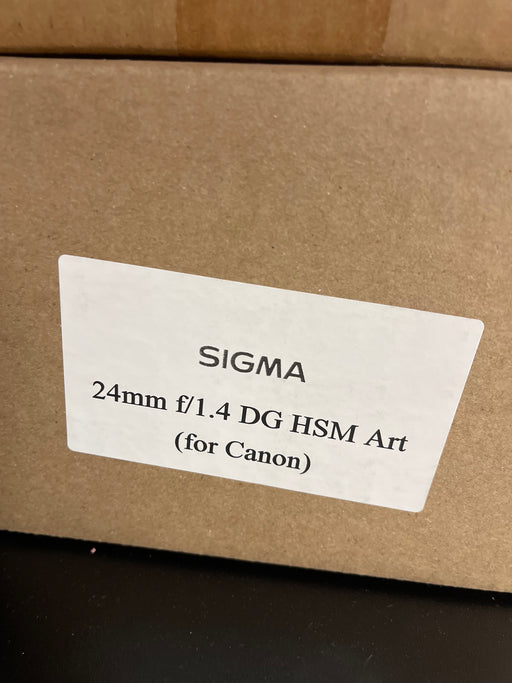 SIGMA
24mm f/1.4 DG HSM Art
(for Canon)